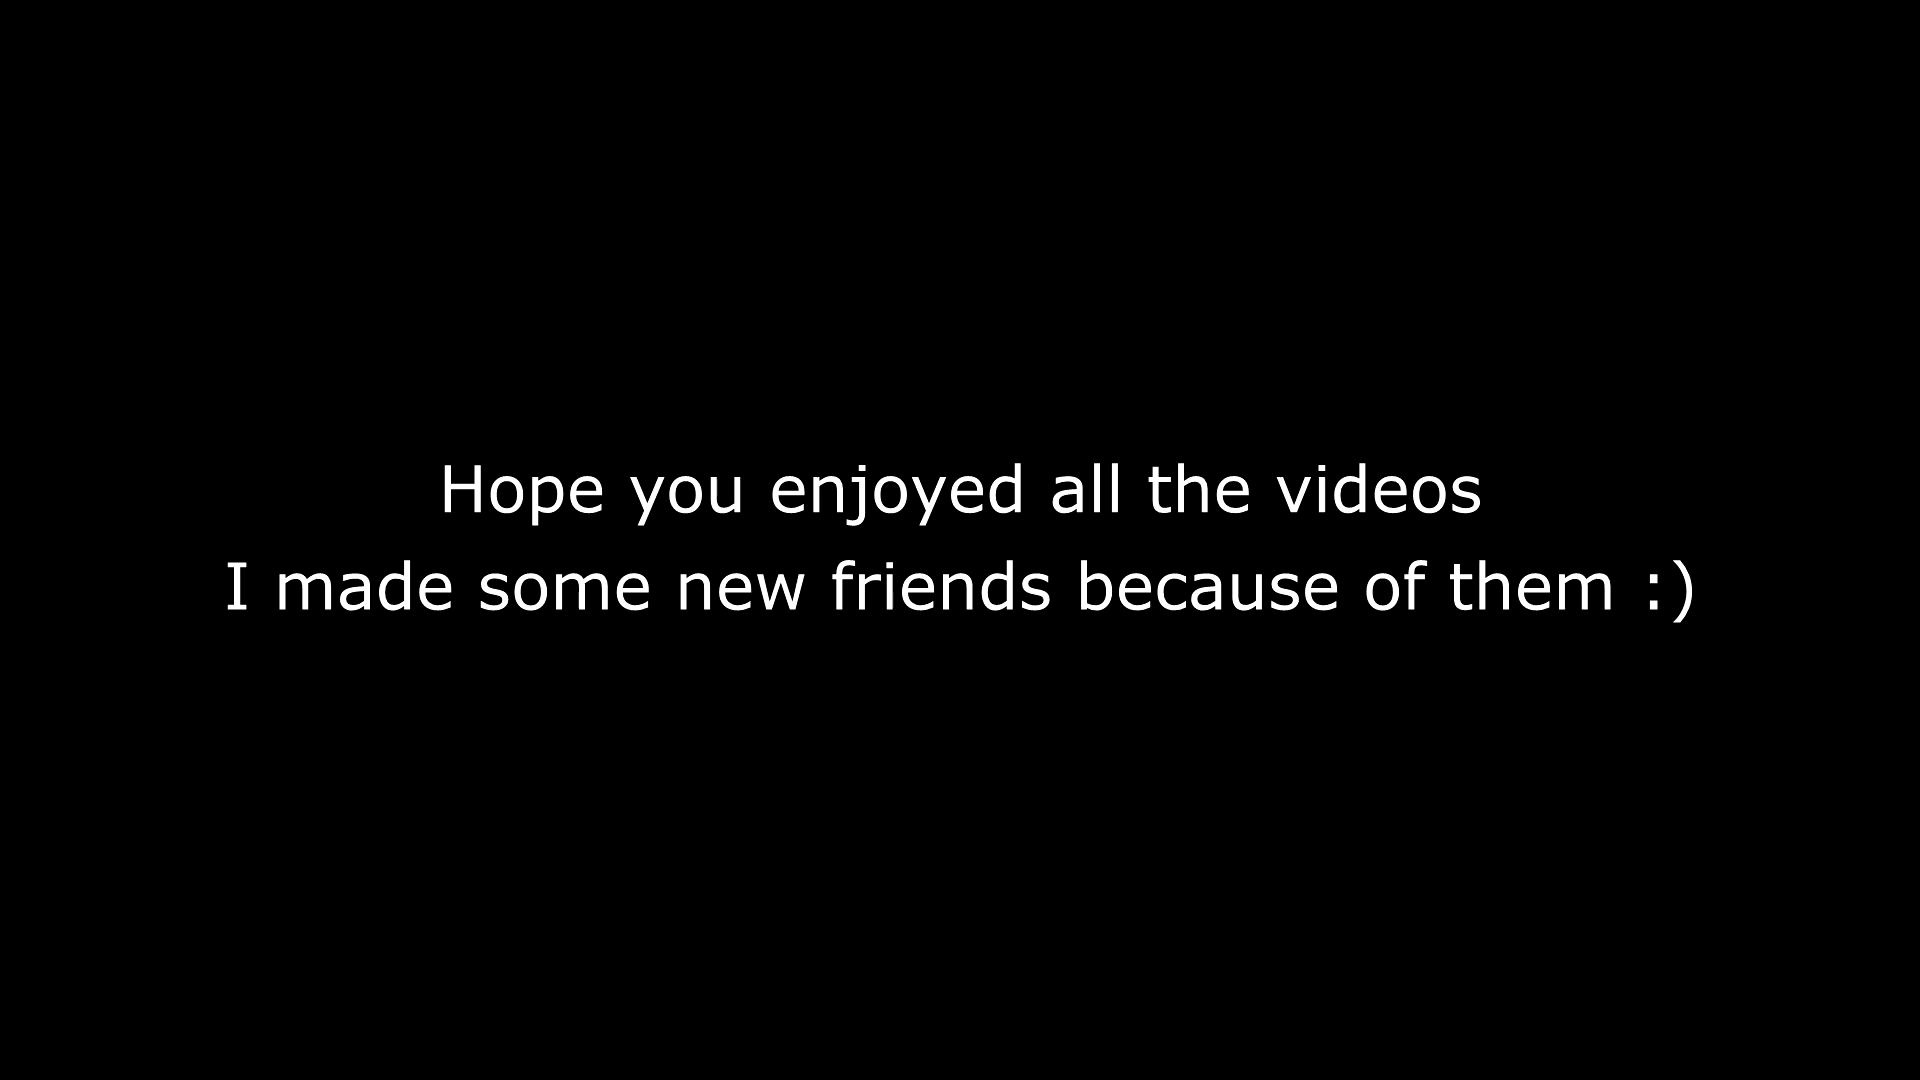 Hope you enjoyed all the videos
I made some new friends because of them :)